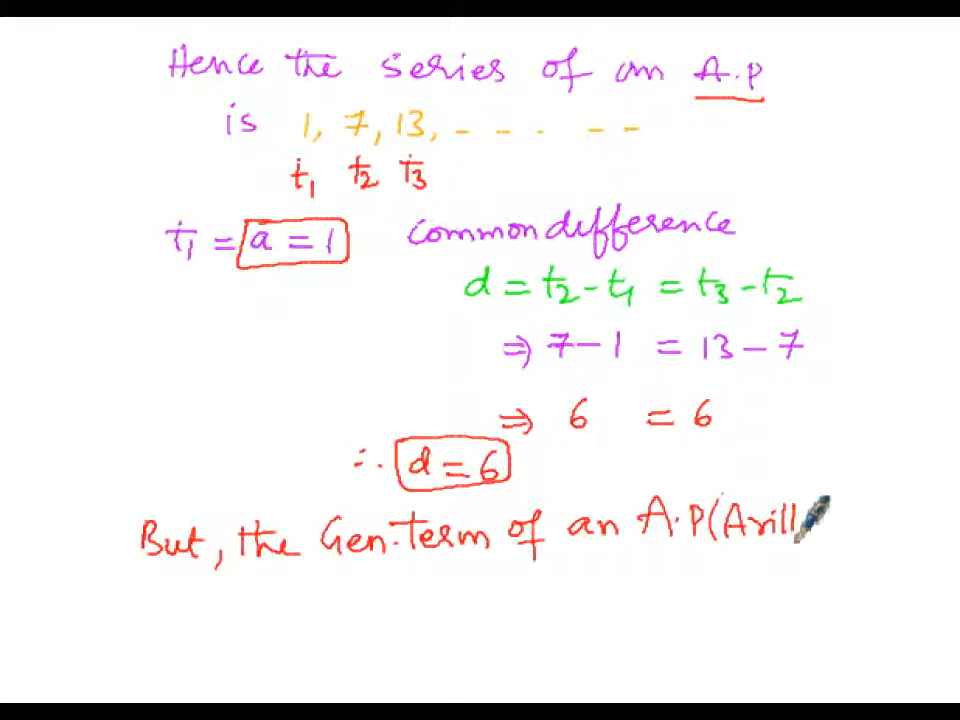 Hence the series of an A.P
is 1, 7, 13, - - . - -
t1 t2 t3
t1 = a = 1 common difference
d = t2 - t1 = t3 - t2
⇒ 7 - 1 = 13 - 7
⇒ 6 = 6
∴ d = 6
But, the Gen. term of an A.P(